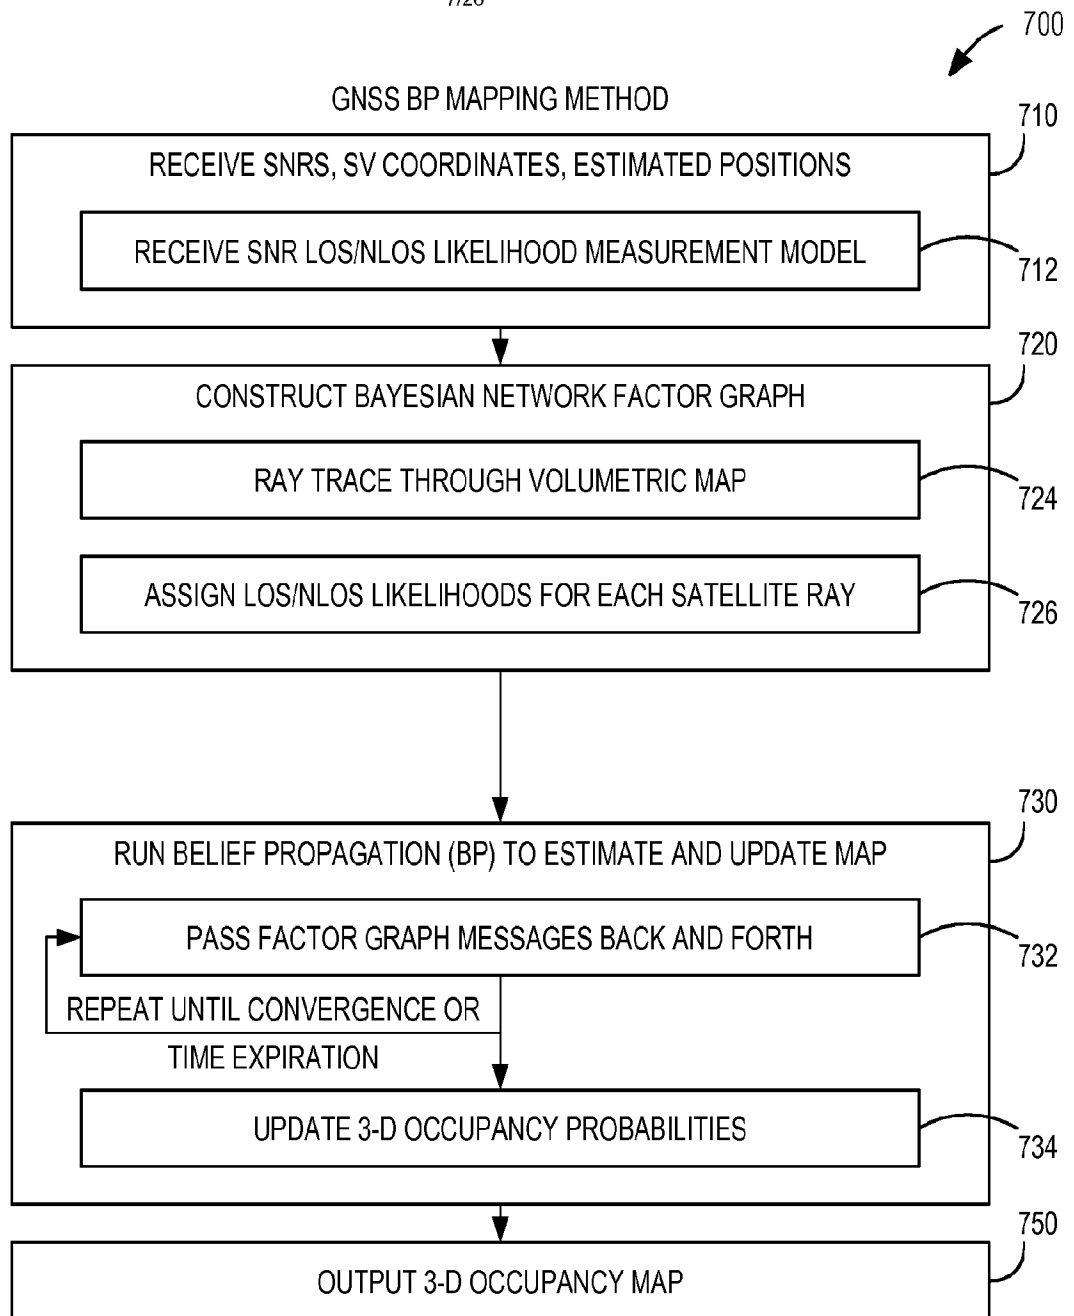 7/28
700
GNSS BP MAPPING METHOD
710
RECEIVE SNRS, SV COORDINATES, ESTIMATED POSITIONS
RECEIVE SNR LOS/NLOS LIKELIHOOD MEASUREMENT MODEL
712
720
CONSTRUCT BAYESIAN NETWORK FACTOR GRAPH
RAY TRACE THROUGH VOLUMETRIC MAP
724
ASSIGN LOS/NLOS LIKELIHOODS FOR EACH SATELLITE RAY
726
730
RUN BELIEF PROPAGATION (BP) TO ESTIMATE AND UPDATE MAP
PASS FACTOR GRAPH MESSAGES BACK AND FORTH
732
REPEAT UNTIL CONVERGENCE OR
TIME EXPIRATION
UPDATE 3-D OCCUPANCY PROBABILITIES
734
750
OUTPUT 3-D OCCUPANCY MAP